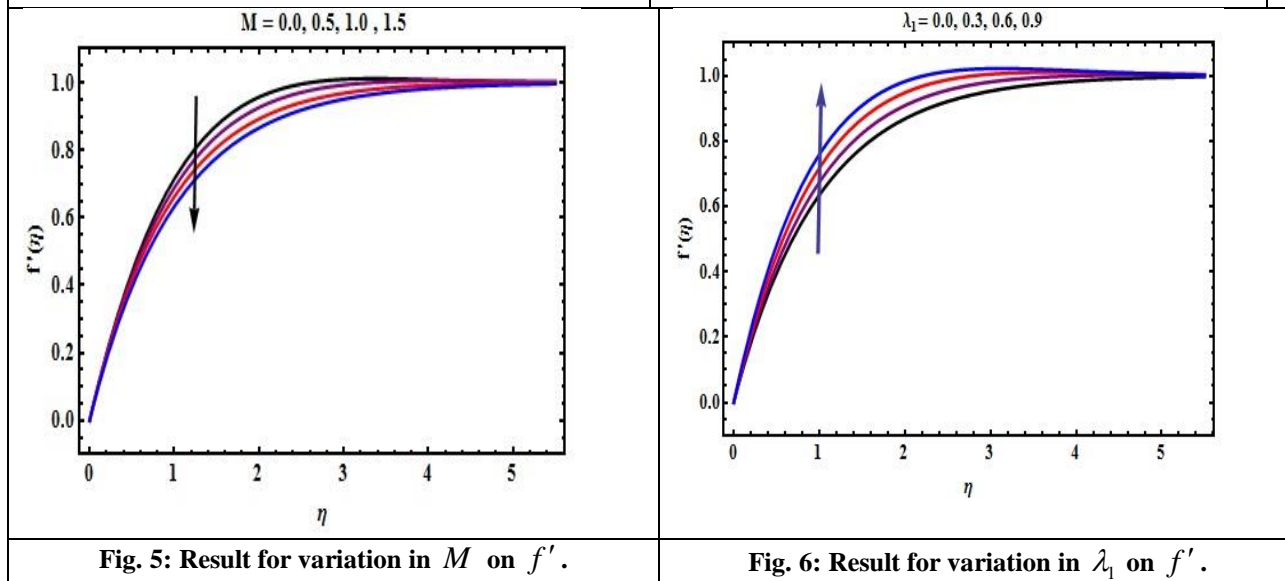 M = 0.0, 0.5, 1.0 , 1.5
1.0
0.8
0.6
0.4
0.2
0.0
f'(η)
0 1 2 3 4 5
η
Fig. 5: Result for variation in M on f′ .
λ₁ = 0.0, 0.3, 0.6, 0.9
1.0
0.8
0.6
0.4
0.2
0.0
f'(η)
0 1 2 3 4 5
η
Fig. 6: Result for variation in λ₁ on f′ .